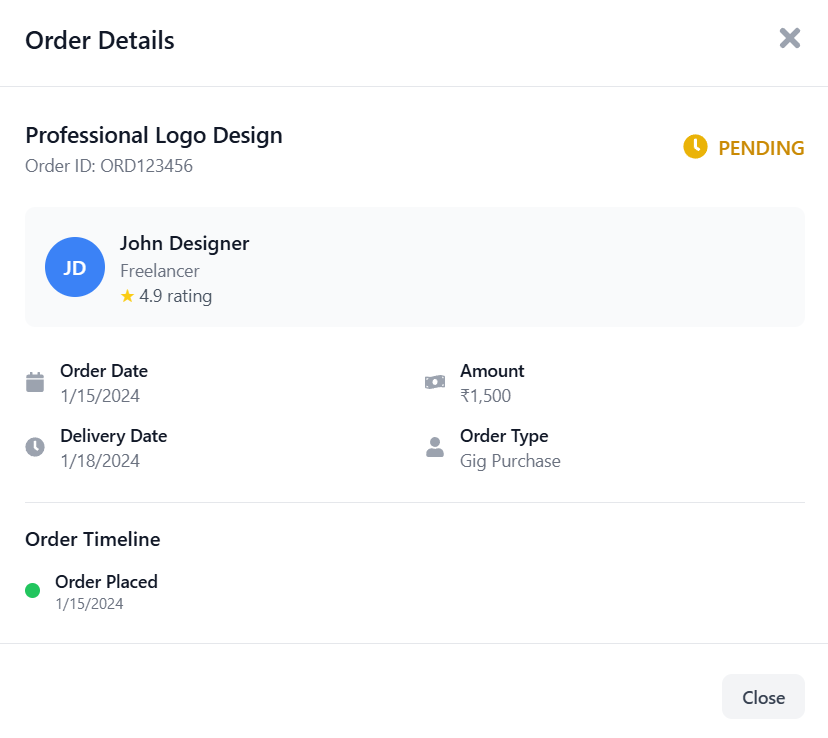 Order Details
Professional Logo Design
Order ID: ORD123456
PENDING
JD
John Designer
Freelancer
4.9 rating
Order Date
1/15/2024
Amount
₹1,500
Delivery Date
1/18/2024
Order Type
Gig Purchase
Order Timeline
Order Placed
1/15/2024
Close